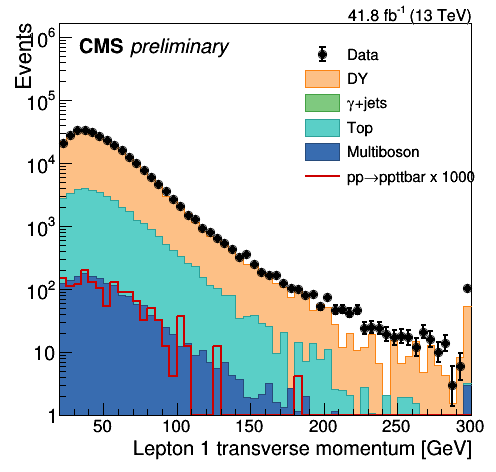 41.8 fb⁻¹ (13 TeV)
CMS preliminary
Events
10⁶
10⁵
10⁴
10³
10²
10
1
Data
DY
γ+jets
Top
Multiboson
pp→ppttbar x 1000
50 100 150 200 250 300
Lepton 1 transverse momentum [GeV]